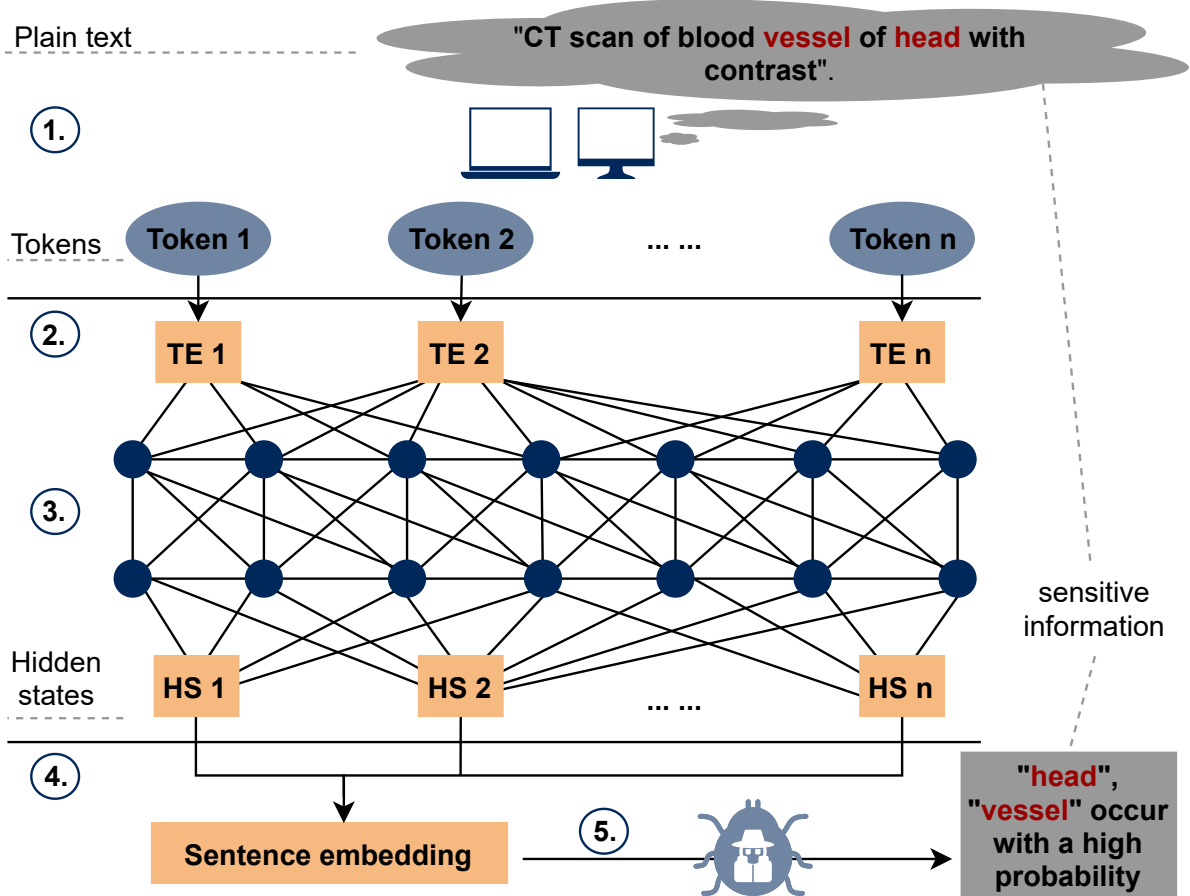 Plain text
"CT scan of blood vessel of head with
contrast".
1.
Tokens
Token 1
Token 2
... ...
Token n
2.
TE 1
TE 2
TE n
3.
sensitive
information
Hidden
states
HS 1
HS 2
... ...
HS n
4.
Sentence embedding
5.
"head",
"vessel" occur
with a high
probability